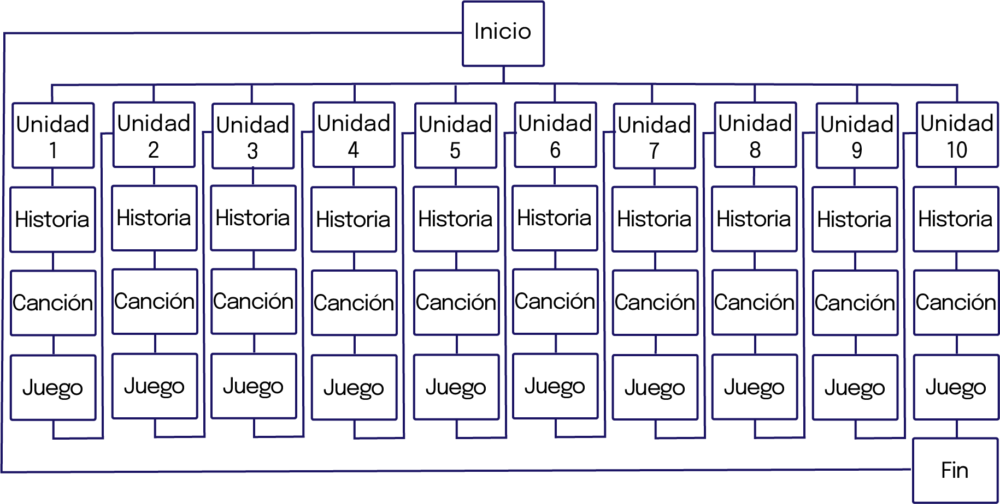 Inicio
Unidad
1
Unidad
2
Unidad
3
Unidad
4
Unidad
5
Unidad
6
Unidad
7
Unidad
8
Unidad
9
Unidad
10
Historia
Historia
Historia
Historia
Historia
Historia
Historia
Historia
Historia
Historia
Canción
Canción
Canción
Canción
Canción
Canción
Canción
Canción
Canción
Canción
Juego
Juego
Juego
Juego
Juego
Juego
Juego
Juego
Juego
Juego
Fin